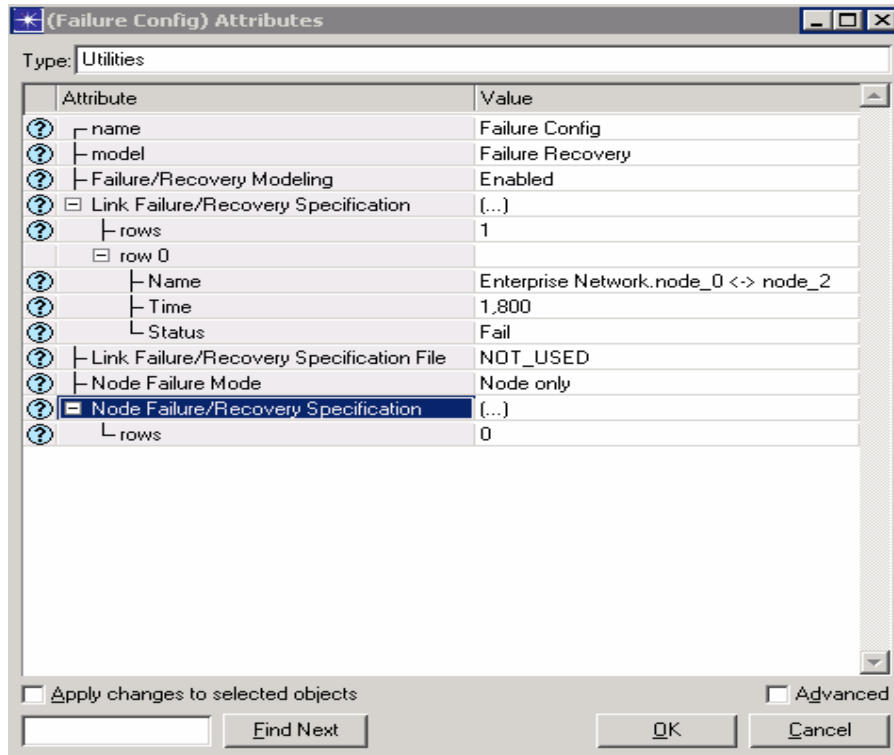 (Failure Config) Attributes
Type: Utilities
Attribute Value
name Failure Config
model Failure Recovery
Failure/Recovery Modeling Enabled
Link Failure/Recovery Specification (...)
rows 1
row 0
Name Enterprise Network.node_0 <-> node_2
Time 1,800
Status Fail
Link Failure/Recovery Specification File NOT_USED
Node Failure Mode Node only
Node Failure/Recovery Specification (...)
rows 0
Apply changes to selected objects Advanced
Find Next OK Cancel